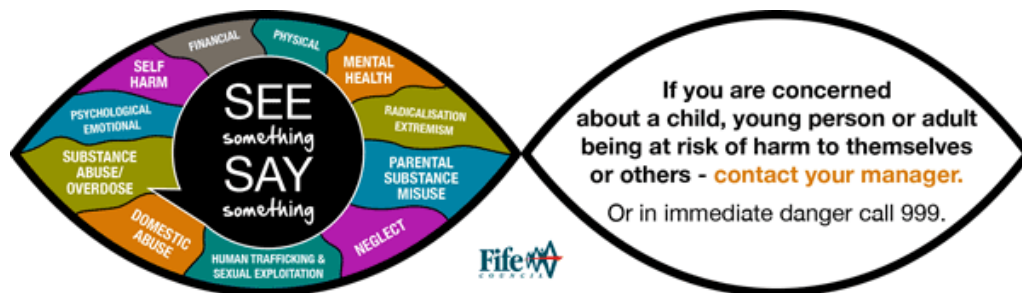 FINANCIAL
PHYSICAL
SELF
HARM
MENTAL
HEALTH
PSYCHOLOGICAL
EMOTIONAL
RADICALISATION
EXTREMISM
SUBSTANCE
ABUSE/
OVERDOSE
PARENTAL
SUBSTANCE
MISUSE
DOMESTIC
ABUSE
NEGLECT
HUMAN TRAFFICKING &
SEXUAL EXPLOITATION
SEE
something
SAY
something
Fife
COUNCIL
If you are concerned
about a child, young person or adult
being at risk of harm to themselves
or others - contact your manager.
Or in immediate danger call 999.